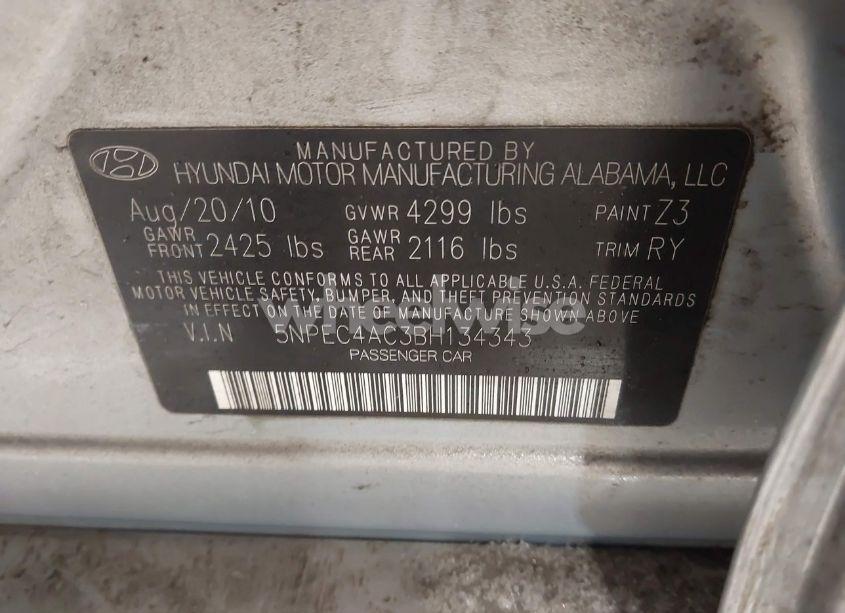 MANUFACTURED BY
HYUNDAI MOTOR MANUFACTURING ALABAMA, LLC
Aug/20/10 GVWR 4299 lbs PAINT Z3
GAWR FRONT 2425 lbs GAWR REAR 2116 lbs TRIM RY
THIS VEHICLE CONFORMS TO ALL APPLICABLE U.S.A. FEDERAL
MOTOR VEHICLE SAFETY, BUMPER, AND THEFT PREVENTION STANDARDS
IN EFFECT ON THE DATE OF MANUFACTURE SHOWN ABOVE.
wheelwise
V.I.N 5NPEC4AC3BH134343
PASSENGER CAR